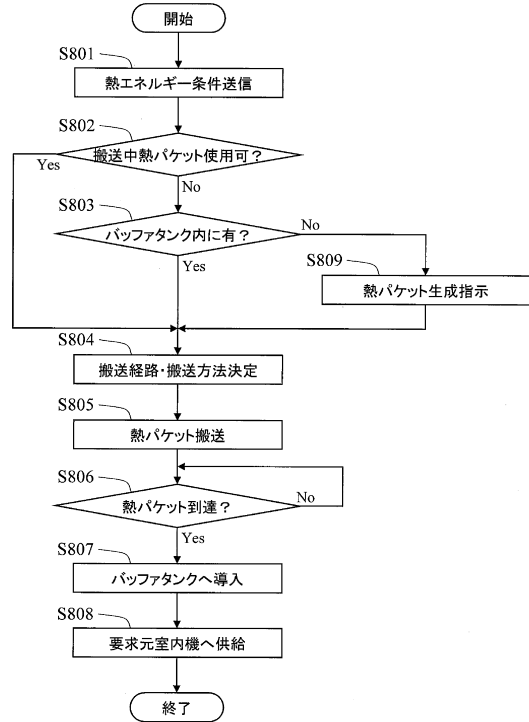 開始
S801
熱エネルギー条件送信
S802
搬送中熱パケット使用可？
Yes
No
S803
バッファタンク内に有？
No
Yes
S809
熱パケット生成指示
S804
搬送経路・搬送方法決定
S805
熱パケット搬送
S806
熱パケット到達？
No
Yes
S807
バッファタンクへ導入
S808
要求元室内機へ供給
終了